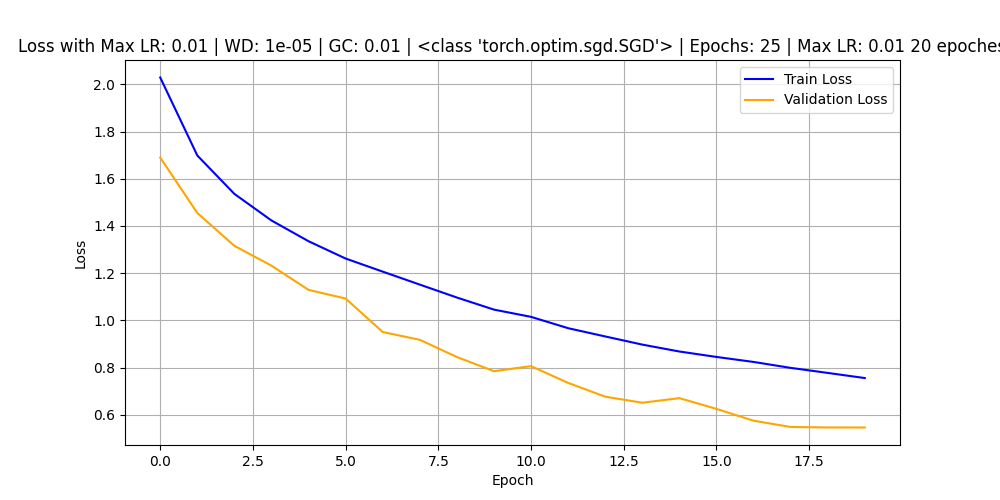 Loss with Max LR: 0.01 | WD: 1e-05 | GC: 0.01 | <class 'torch.optim.sgd.SGD'> | Epochs: 25 | Max LR: 0.01 20 epoches
Train Loss
Validation Loss
2.0
1.8
1.6
1.4
1.2
1.0
0.8
0.6
Loss
0.0 2.5 5.0 7.5 10.0 12.5 15.0 17.5
Epoch